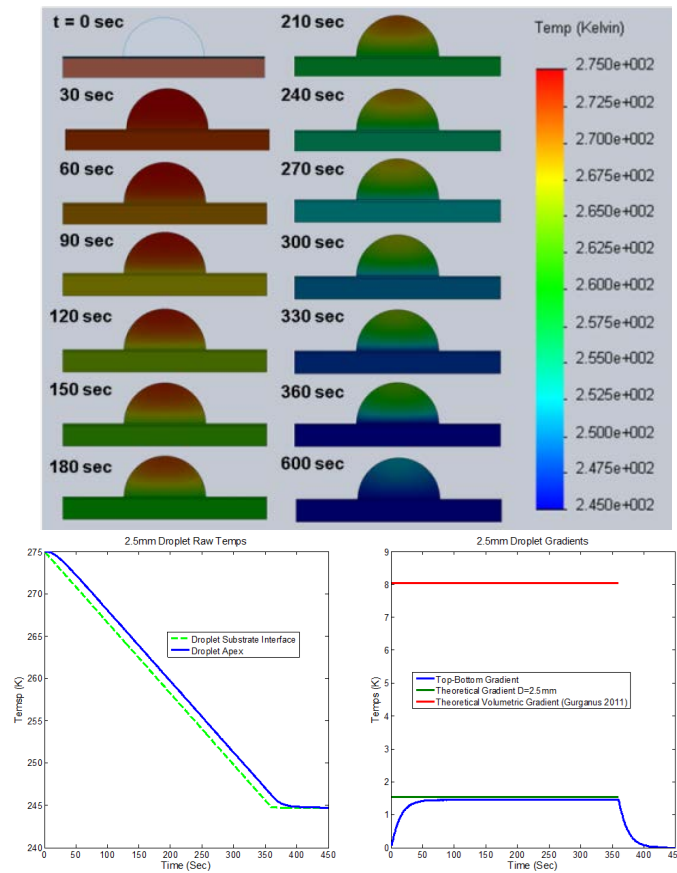 t = 0 sec
30 sec
60 sec
90 sec
120 sec
150 sec
180 sec
210 sec
240 sec
270 sec
300 sec
330 sec
360 sec
600 sec
Temp (Kelvin)
2.750e+002
2.725e+002
2.700e+002
2.675e+002
2.650e+002
2.625e+002
2.600e+002
2.575e+002
2.550e+002
2.525e+002
2.500e+002
2.475e+002
2.450e+002
2.5mm Droplet Raw Temps
Temsp (K)
275
270
265
260
255
250
245
240
Droplet Substrate Interface
Droplet Apex
0 50 100 150 200 250 300 350 400 450
Time (Sec)
2.5mm Droplet Gradients
Temps (K)
9
8
7
6
5
4
3
2
1
0
Top-Bottom Gradient
Theoretical Gradient D=2.5mm
Theoretical Volumetric Gradient (Gurganus 2011)
0 50 100 150 200 250 300 350 400 45
Time (Sec)